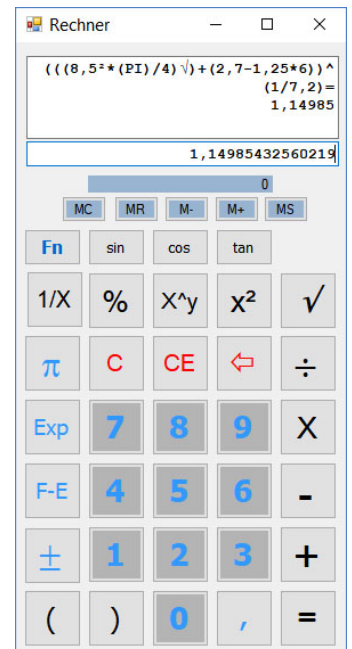 Rechner
(((8,5²*(PI)/4)√)+(2,7-1,25*6))^
(1/7,2)=
1,14985
1,14985432560219
0
MC MR M- M+ MS
Fn sin cos tan
1/X % X^y x² √
π C CE ⇦ ÷
Exp 7 8 9 X
F-E 4 5 6 -
± 1 2 3 +
( ) 0 , =